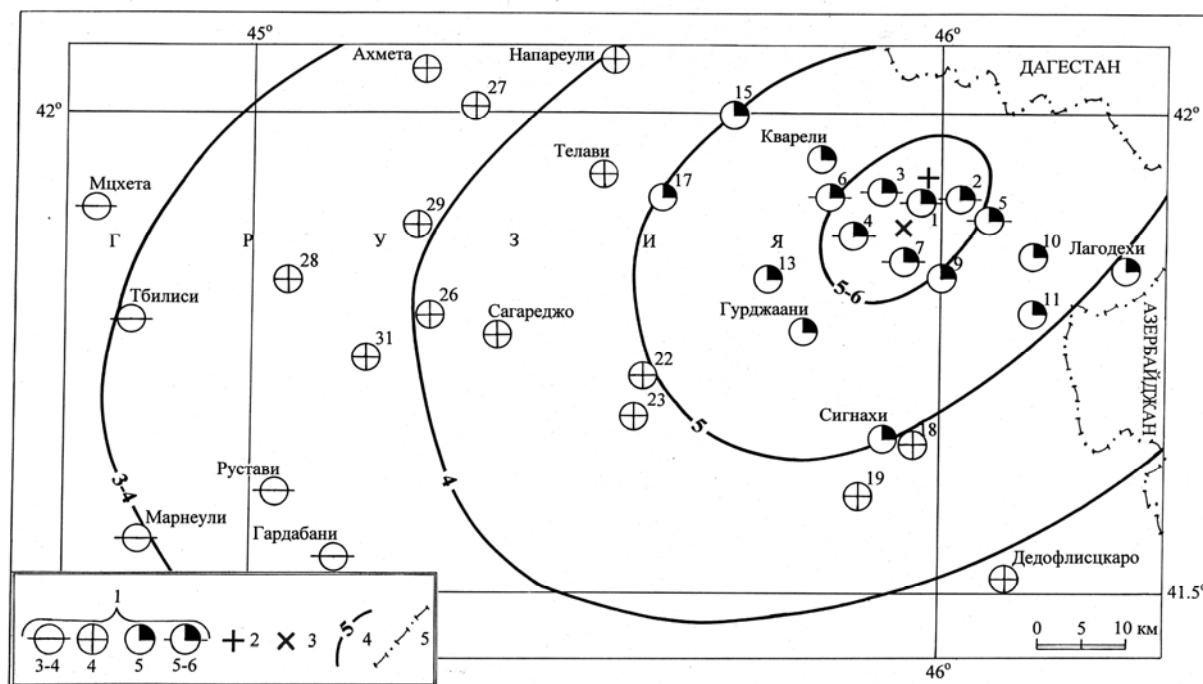 45°
46°
Ахмета
Напареули
ДАГЕСТАН
27
15
42°
42°
Кварели
Телави
Мцхета
17
6
3
2
1
5
29
4
Г Р У З И Я
10
Лагодехи
28
7
13
9
Тбилиси
26
Сагареджо
5-6
Гурджаани
11
АЗЕРБАЙДЖАН
31
22
23
5
Сигнахи
18
3-4
Рустави
4
19
Марнеули
Гардабани
Дедофлисцкаро
41.5°
1
2
3
5
4
5
3-4
4
5
5-6
0 5 10 км
46°